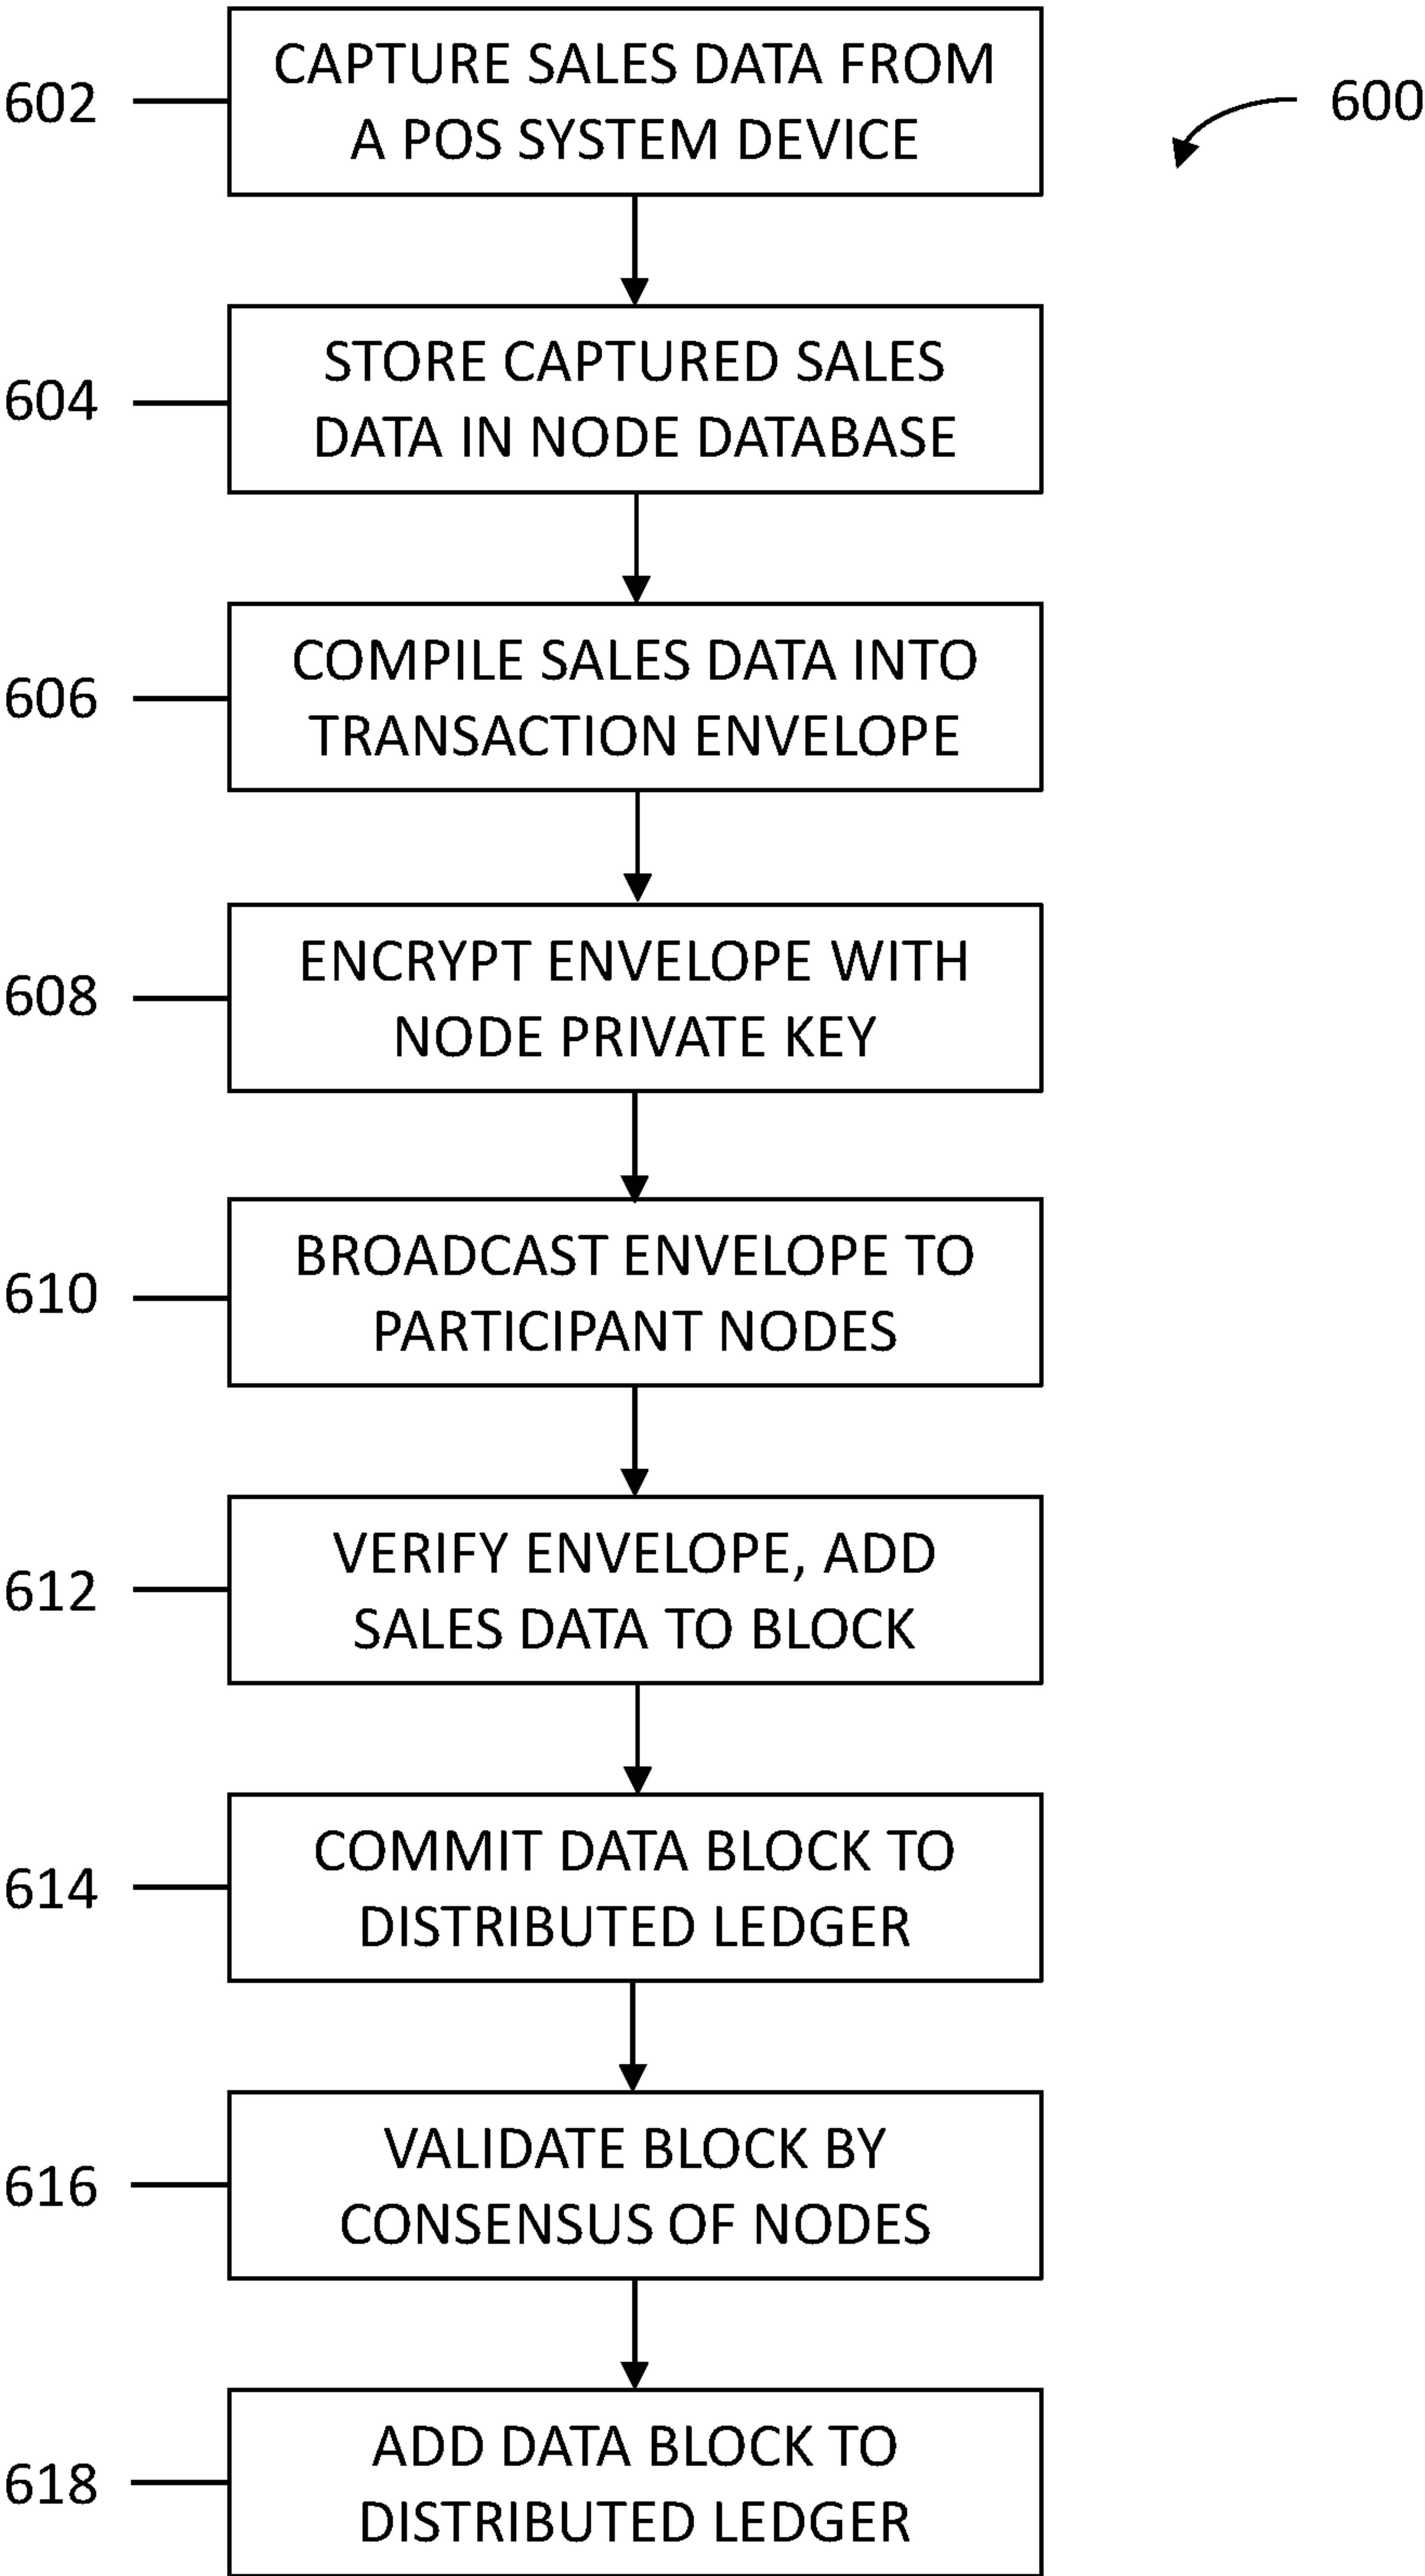 602
CAPTURE SALES DATA FROM
A POS SYSTEM DEVICE
600
604
STORE CAPTURED SALES
DATA IN NODE DATABASE
606
COMPILE SALES DATA INTO
TRANSACTION ENVELOPE
608
ENCRYPT ENVELOPE WITH
NODE PRIVATE KEY
610
BROADCAST ENVELOPE TO
PARTICIPANT NODES
612
VERIFY ENVELOPE, ADD
SALES DATA TO BLOCK
614
COMMIT DATA BLOCK TO
DISTRIBUTED LEDGER
616
VALIDATE BLOCK BY
CONSENSUS OF NODES
618
ADD DATA BLOCK TO
DISTRIBUTED LEDGER